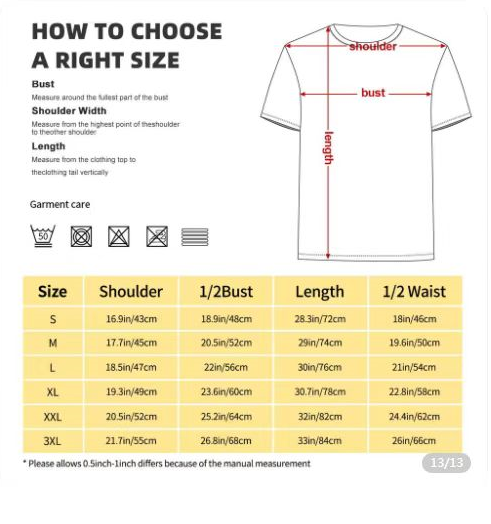 HOW TO CHOOSE
A RIGHT SIZE
Bust
Measure around the fullest part of the bust
Shoulder Width
Measure from the highest point of theshoulder
to theother shoulder
Length
Measure from the clothing top to
theclothing tail vertically
Garment care
50
shoulder
bust
length
Size Shoulder 1/2Bust Length 1/2 Waist
S 16.9in/43cm 18.9in/48cm 28.3in/72cm 18in/46cm
M 17.7in/45cm 20.5in/52cm 29in/74cm 19.6in/50cm
L 18.5in/47cm 22in/56cm 30in/76cm 21in/54cm
XL 19.3in/49cm 23.6in/60cm 30.7in/78cm 22.8in/58cm
XXL 20.5in/52cm 25.2in/64cm 32in/82cm 24.4in/62cm
3XL 21.7in/55cm 26.8in/68cm 33in/84cm 26in/66cm
* Please allows 0.5inch-1inch differs because of the manual measurement
13/13